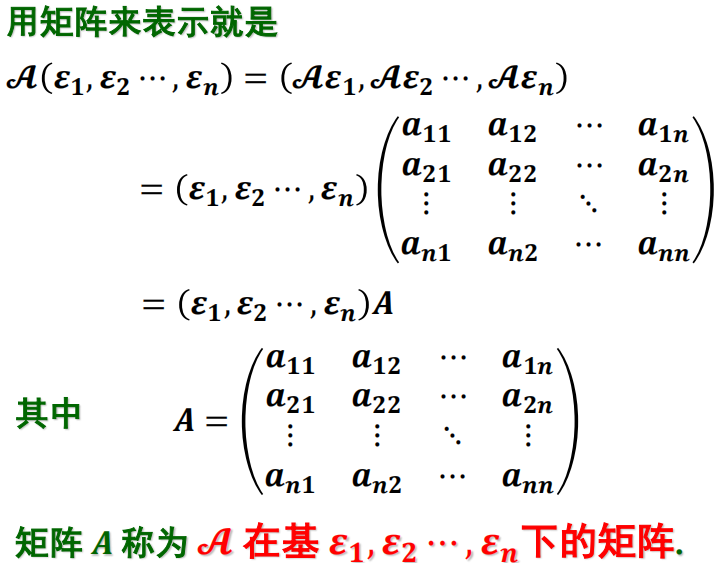 用矩阵来表示就是
𝓐(ε₁, ε₂ ⋯, εₙ) = (𝓐ε₁, 𝓐ε₂ ⋯, 𝓐εₙ)
= (ε₁, ε₂ ⋯, εₙ) ( a₁₁ a₁₂ ⋯ a₁ₙ
a₂₁ a₂₂ ⋯ a₂ₙ
⋮ ⋮ ⋱ ⋮
aₙ₁ aₙ₂ ⋯ aₙₙ )
= (ε₁, ε₂ ⋯, εₙ)A
其中 A = ( a₁₁ a₁₂ ⋯ a₁ₙ
a₂₁ a₂₂ ⋯ a₂ₙ
⋮ ⋮ ⋱ ⋮
aₙ₁ aₙ₂ ⋯ aₙₙ )
矩阵 A 称为 𝓐 在基 ε₁, ε₂ ⋯, εₙ下的矩阵.